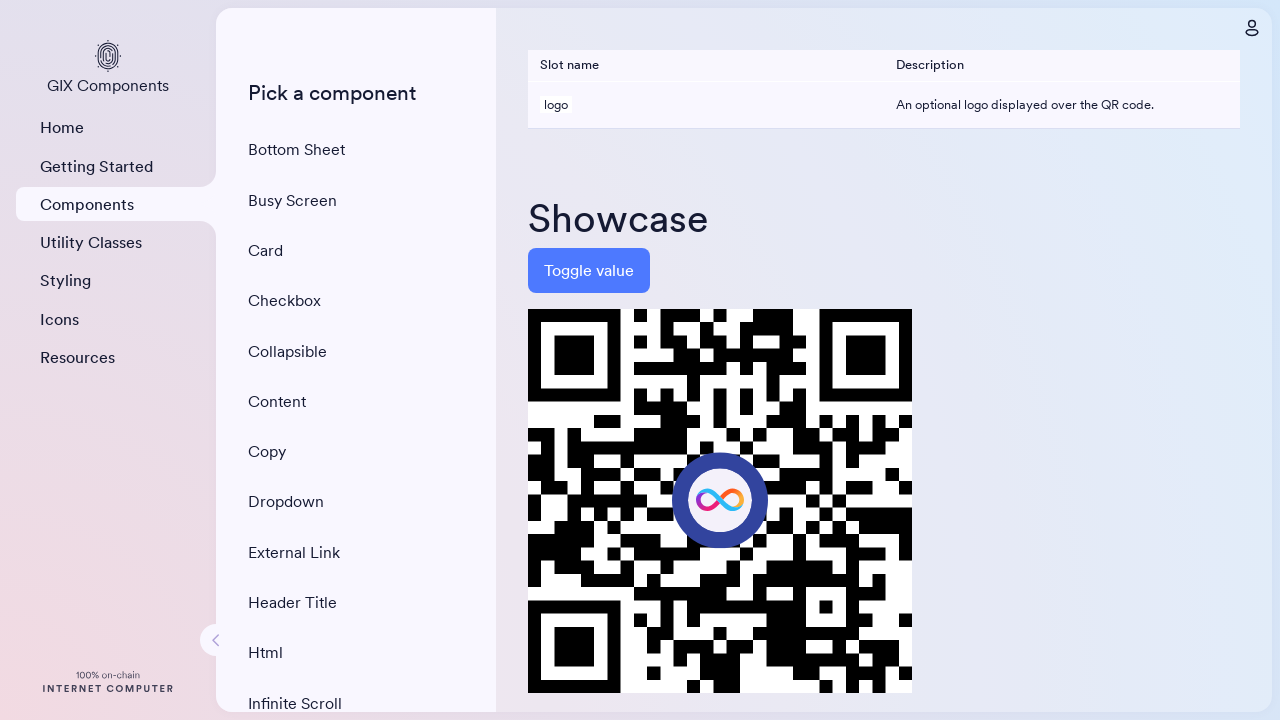 GIX Components
Home
Getting Started
Components
Utility Classes
Styling
Icons
Resources
100% on-chain
INTERNET COMPUTER
Pick a component
Bottom Sheet
Busy Screen
Card
Checkbox
Collapsible
Content
Copy
Dropdown
External Link
Header Title
Html
Infinite Scroll
Slot name Description
logo An optional logo displayed over the QR code.
Showcase
Toggle value